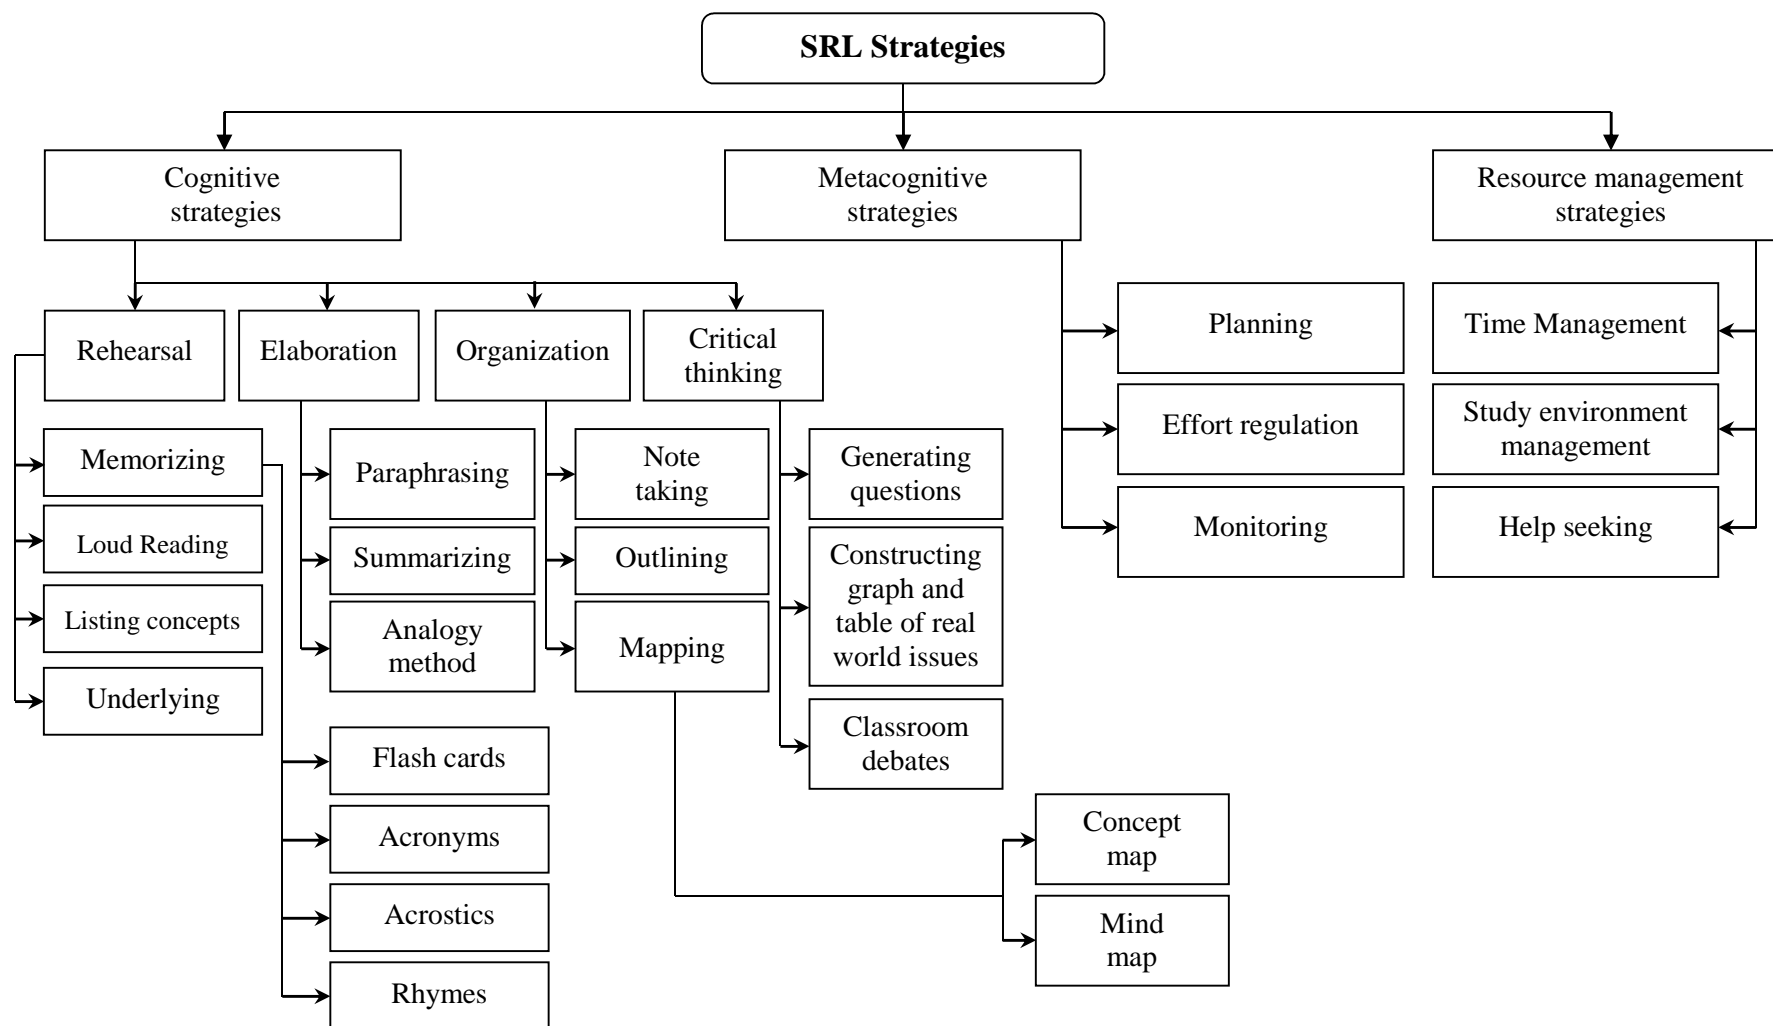 SRL Strategies
Cognitive
strategies
Metacognitive
strategies
Resource management
strategies
Rehearsal
Elaboration
Organization
Critical
thinking
Planning
Time Management
Effort regulation
Study environment
management
Monitoring
Help seeking
Memorizing
Loud Reading
Listing concepts
Underlying
Paraphrasing
Summarizing
Analogy
method
Note
taking
Outlining
Mapping
Generating
questions
Constructing
graph and
table of real
world issues
Classroom
debates
Flash cards
Acronyms
Acrostics
Rhymes
Concept
map
Mind
map